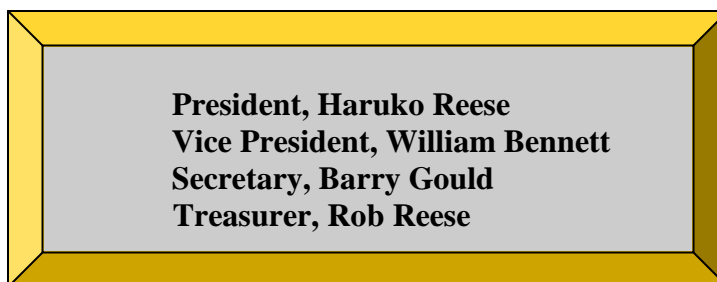 President, Haruko Reese
Vice President, William Bennett
Secretary, Barry Gould
Treasurer, Rob Reese